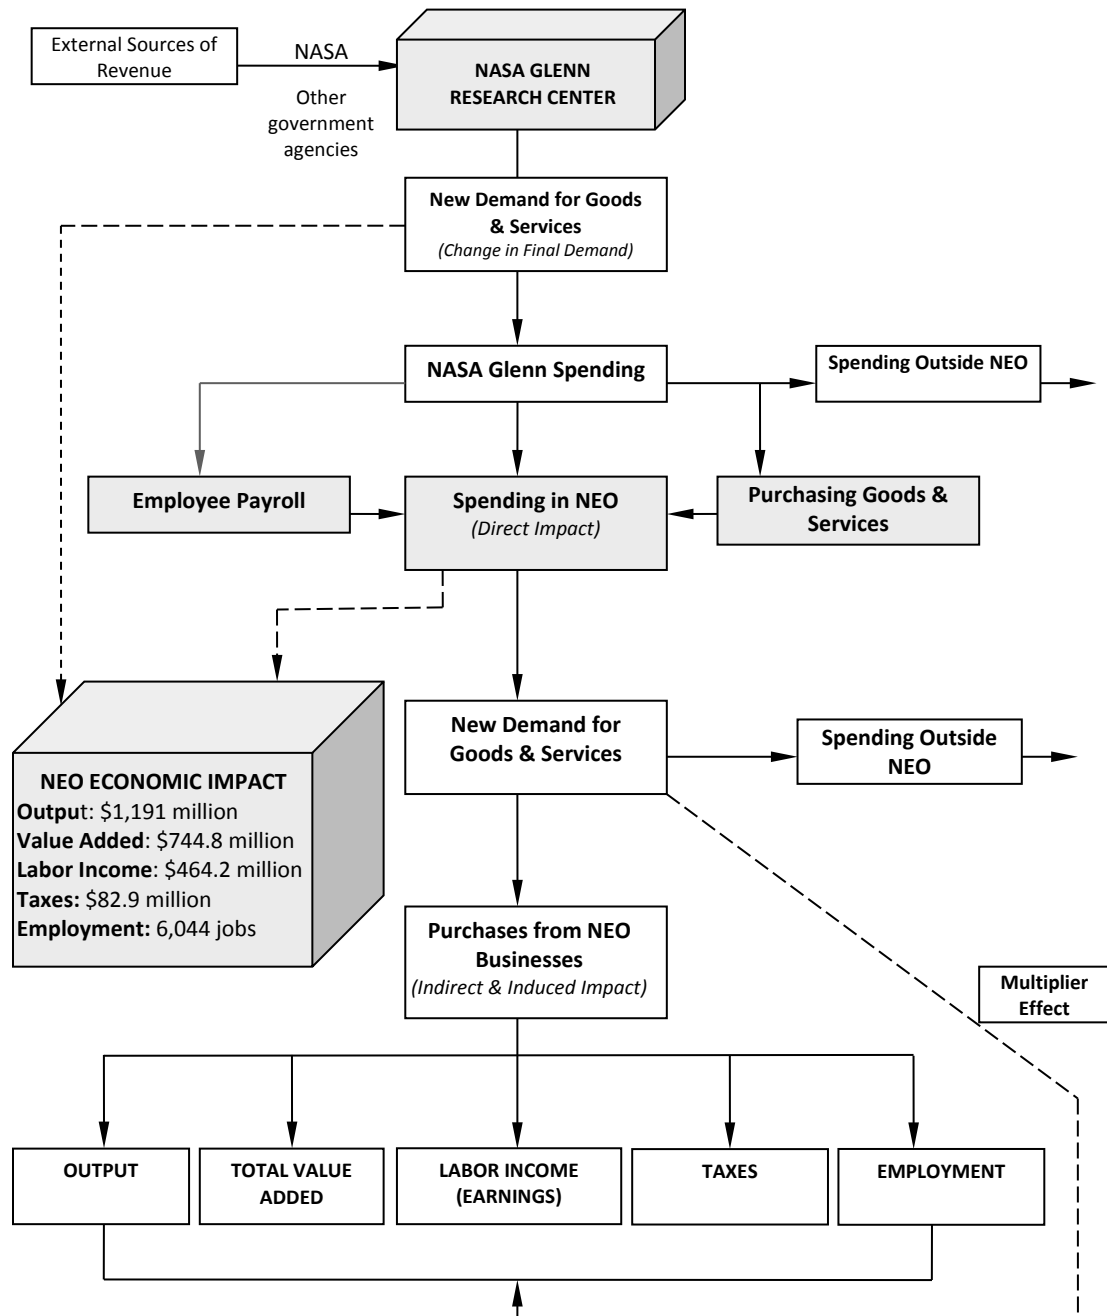 External Sources of
Revenue
NASA
Other
government
agencies
NASA GLENN
RESEARCH CENTER
New Demand for Goods
& Services
(Change in Final Demand)
NASA Glenn Spending
Spending Outside NEO
Employee Payroll
Spending in NEO
(Direct Impact)
Purchasing Goods &
Services
New Demand for
Goods & Services
Spending Outside
NEO
NEO ECONOMIC IMPACT
Output: $1,191 million
Value Added: $744.8 million
Labor Income: $464.2 million
Taxes: $82.9 million
Employment: 6,044 jobs
Purchases from NEO
Businesses
(Indirect & Induced Impact)
Multiplier
Effect
OUTPUT
TOTAL VALUE
ADDED
LABOR INCOME
(EARNINGS)
TAXES
EMPLOYMENT